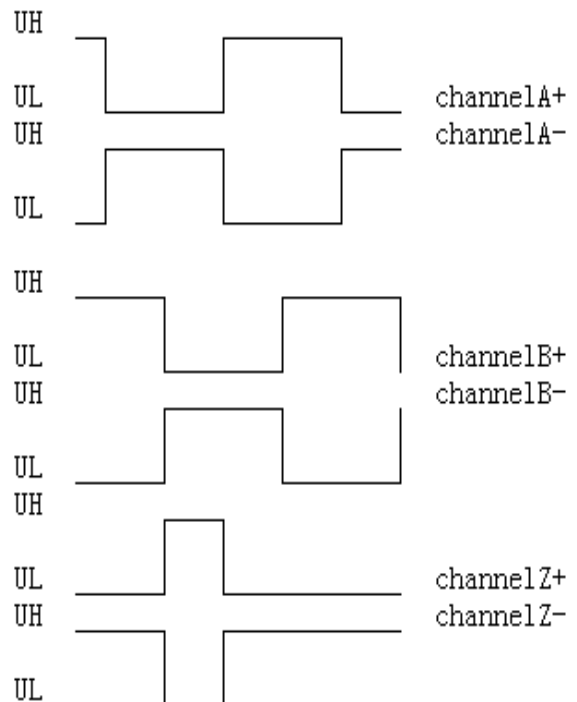 UH
UL channelA+
UH channelA-
UL
UH
UL channelB+
UH channelB-
UL
UH
UL channelZ+
UH channelZ-
UL